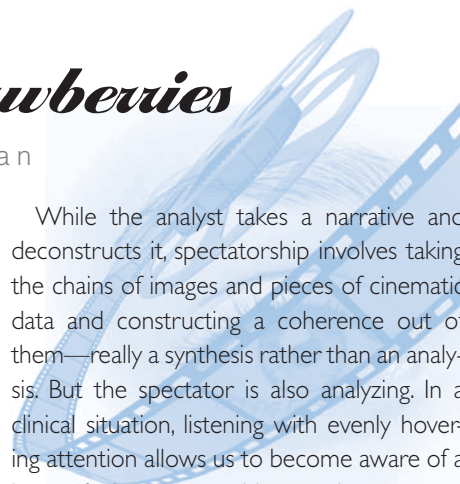 wberries
an
While the analyst takes a narrative and
deconstructs it, spectatorship involves taking
the chains of images and pieces of cinematic
data and constructing a coherence out of
them—really a synthesis rather than an analy-
sis. But the spectator is also analyzing. In a
clinical situation, listening with evenly hover-
ing attention allows us to become aware of a